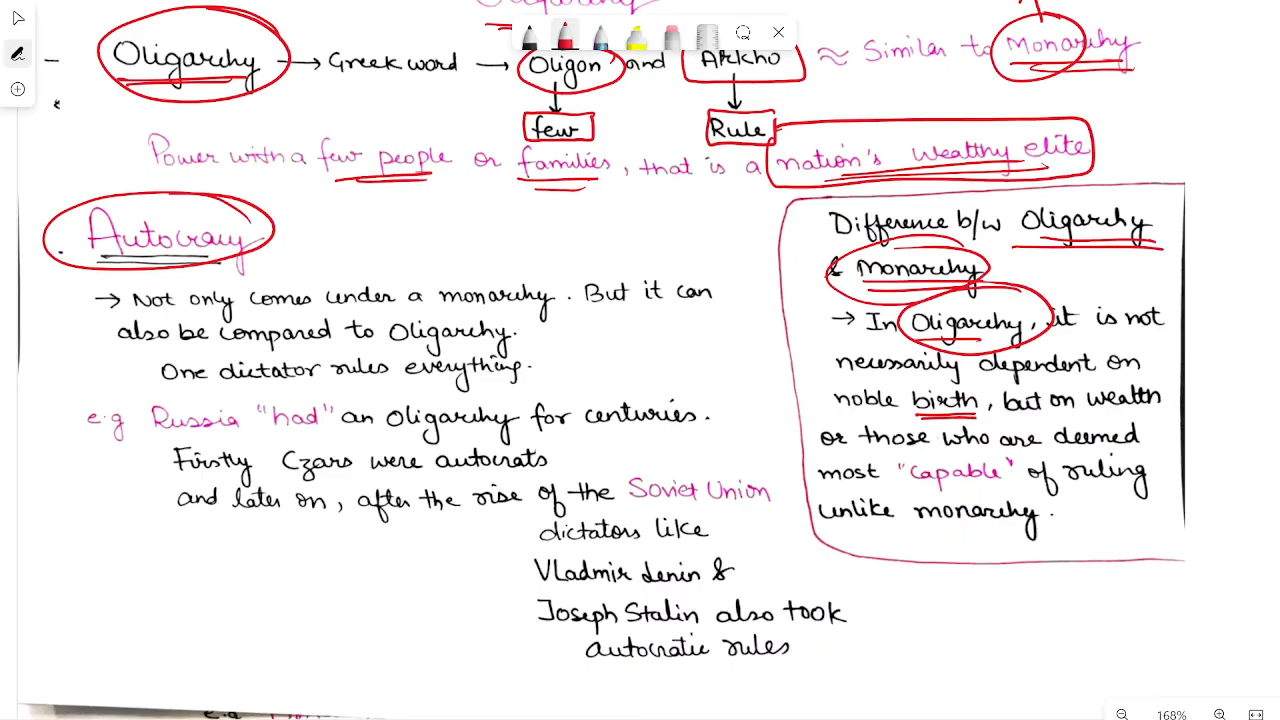 Oligarchy → Greek word → Oligon and Arkho ≈ Similar to Monarchy
few Rule
Power with a few people or families, that is a nation's wealthy elite
Autocracy
→ Not only comes under a monarchy. But it can
also be compared to Oligarchy.
One dictator rules everything.
e.g Russia "had" an Oligarchy for centuries.
Firstly Czars were autocrats
and later on, after the rise of the Soviet Union
dictators like
Vladmir Lenin &
Joseph Stalin also took
autocratic rules
Difference b/w Oligarchy
& Monarchy
→ In Oligarchy, it is not
necessarily dependent on
noble birth, but on wealth
or those who are deemed
most "capable" of ruling
unlike monarchy.
168%